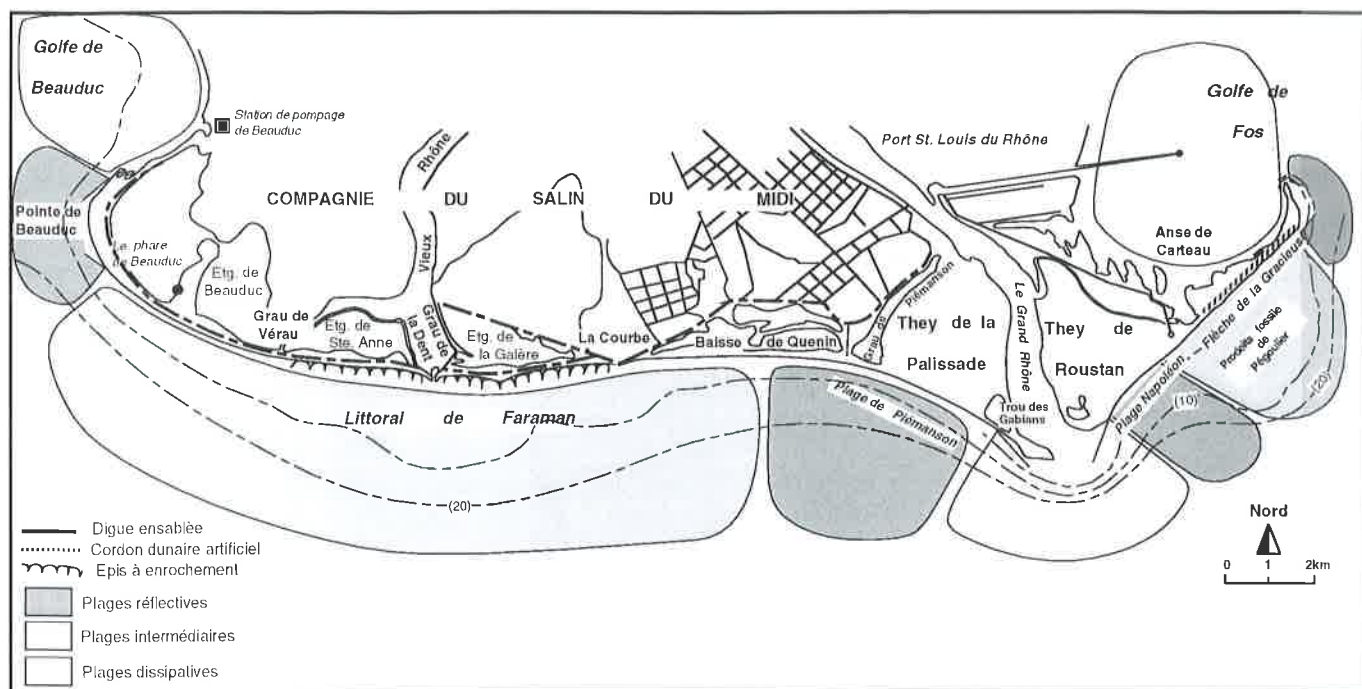 Golfe de
Beauduc
Station de pompage
de Beauduc
Pointe de
Beauduc
Le phare
de Beauduc
Etg. de
Beauduc
Rhône
Vieux
COMPAGNIE DU SALIN DU MIDI
Port St. Louis du Rhône
Golfe de
Fos
Anse de
Carteau
Grau de
Vérau
Etg. de
Ste. Anne
Grau de
la Dent
Etg. de
la Galère
La Courbe
Baisse de Quenin
Grau de Piémanson
They de la
Palissade
Le Grand Rhône
They de
Roustan
Trou des
Gabians
Plage Napoléon
Flèche de la Gracieuse
Prodelta fossile
de
Pégoulier
(20)
(10)
Plage de Piémanson
Littoral de Faraman
(20)
Digue ensablée
Cordon dunaire artificiel
Epis à enrochement
Plages réflectives
Plages intermédiaires
Plages dissipatives
Nord
0 1 2km